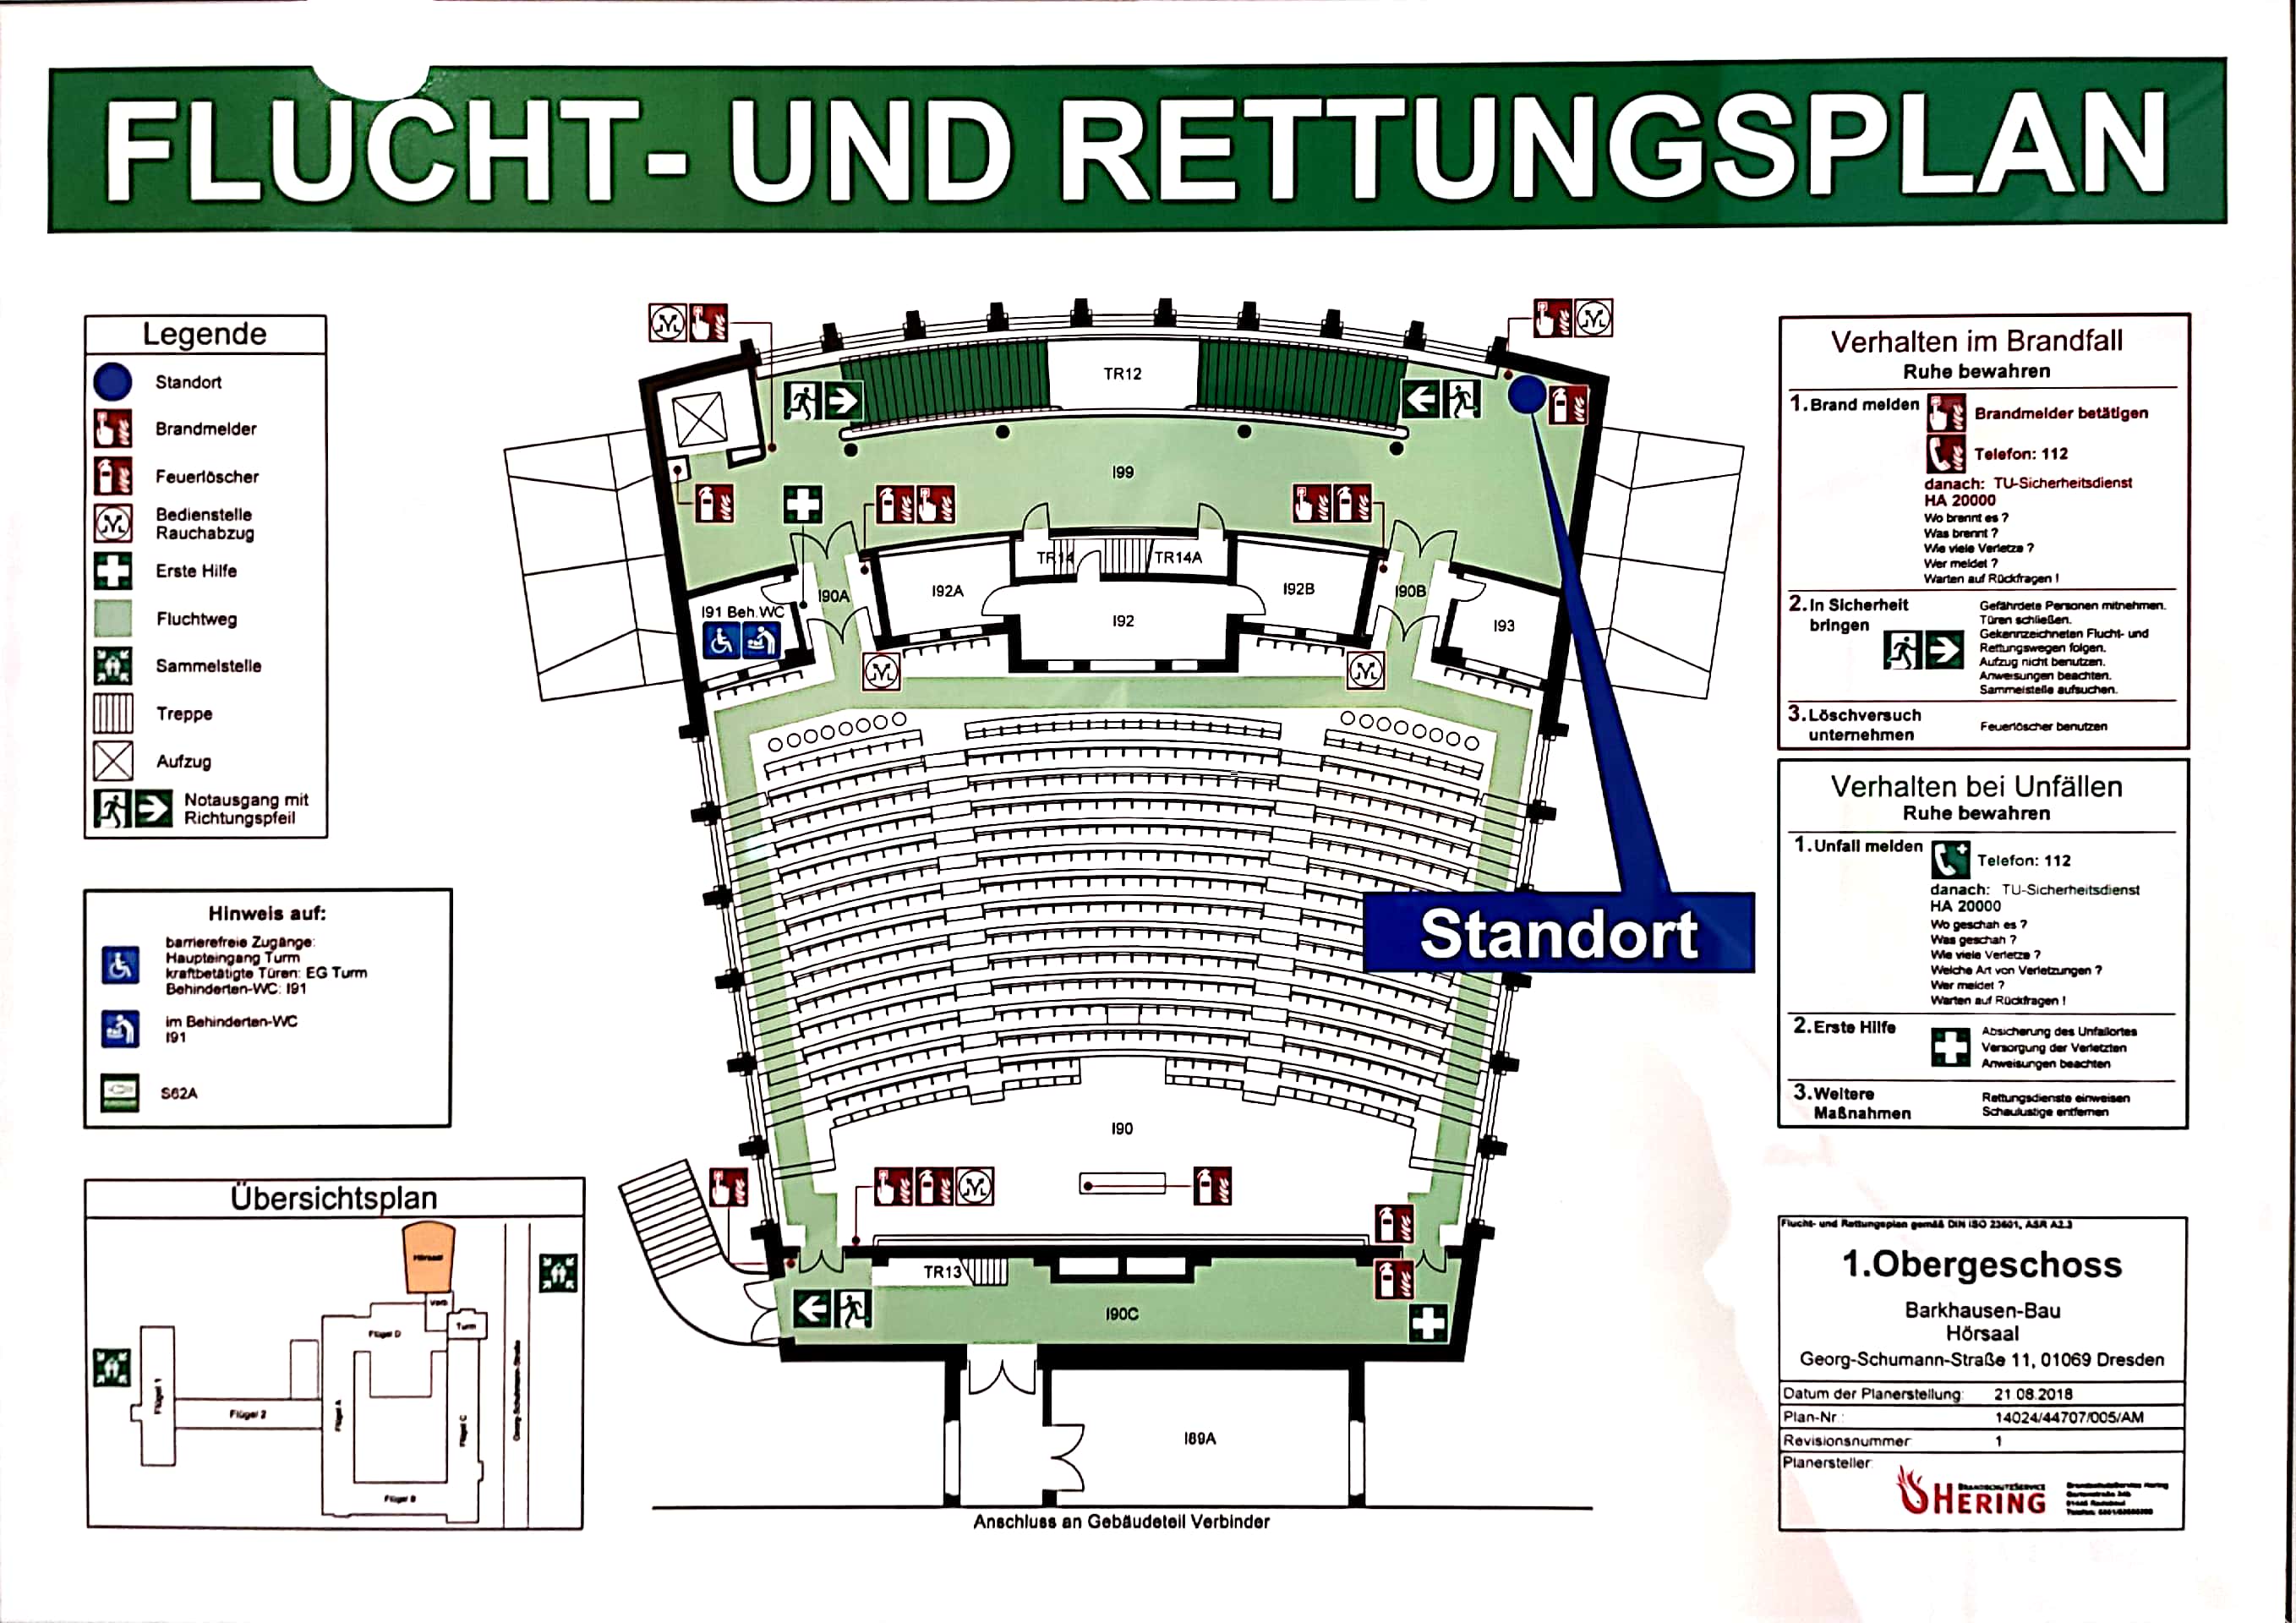 FLUCHT- UND RETTUNGSPLAN
Legende
Standort
Brandmelder
Feuerlöscher
Bedienstelle
Rauchabzug
Erste Hilfe
Fluchtweg
Sammelstelle
Treppe
Aufzug
Notausgang mit
Richtungspfeil
Hinweis auf:
barrierefreie Zugänge:
Haupteingang Turm
kraftbetätigte Türen: EG Turm
Behinderten-WC: I91
im Behinderten-WC
I91
S62A
Übersichtsplan
Hörsaal
Verb.
Turm
Flügel D
Flügel 1
Flügel 2
Flügel A
Flügel C
Flügel B
Georg-Schumann-Straße
TR12
I99
TR14
TR14A
I90A
I92A
I92B
I90B
I91 Beh.WC
I92
I93
Standort
I90
TR13
I90C
I89A
Anschluss an Gebäudeteil Verbinder
Verhalten im Brandfall
Ruhe bewahren
1. Brand melden
Brandmelder betätigen
Telefon: 112
danach: TU-Sicherheitsdienst
HA 20000
Wo brennt es ?
Was brennt ?
Wie viele Verletzte ?
Wer meldet ?
Warten auf Rückfragen !
2. In Sicherheit
bringen
Gefährdete Personen mitnehmen.
Türen schließen.
Gekennzeichneten Flucht- und
Rettungswegen folgen.
Aufzug nicht benutzen.
Anweisungen beachten.
Sammelstelle aufsuchen.
3. Löschversuch
unternehmen
Feuerlöscher benutzen
Verhalten bei Unfällen
Ruhe bewahren
1. Unfall melden
Telefon: 112
danach: TU-Sicherheitsdienst
HA 20000
Wo geschah es ?
Was geschah ?
Wie viele Verletzte ?
Welche Art von Verletzungen ?
Wer meldet ?
Warten auf Rückfragen !
2. Erste Hilfe
Absicherung des Unfallortes
Versorgung der Verletzten
Anweisungen beachten
3. Weitere
Maßnahmen
Rettungsdienste einweisen
Schaulustige entfernen
Flucht- und Rettungsplan gemäß DIN ISO 23601, ASR A2.3
1.Obergeschoss
Barkhausen-Bau
Hörsaal
Georg-Schumann-Straße 11, 01069 Dresden
Datum der Planerstellung: 21.08.2018
Plan-Nr.: 14024/44707/005/AM
Revisionsnummer 1
Planersteller:
BRANDSCHUTZSERVICE
HERING